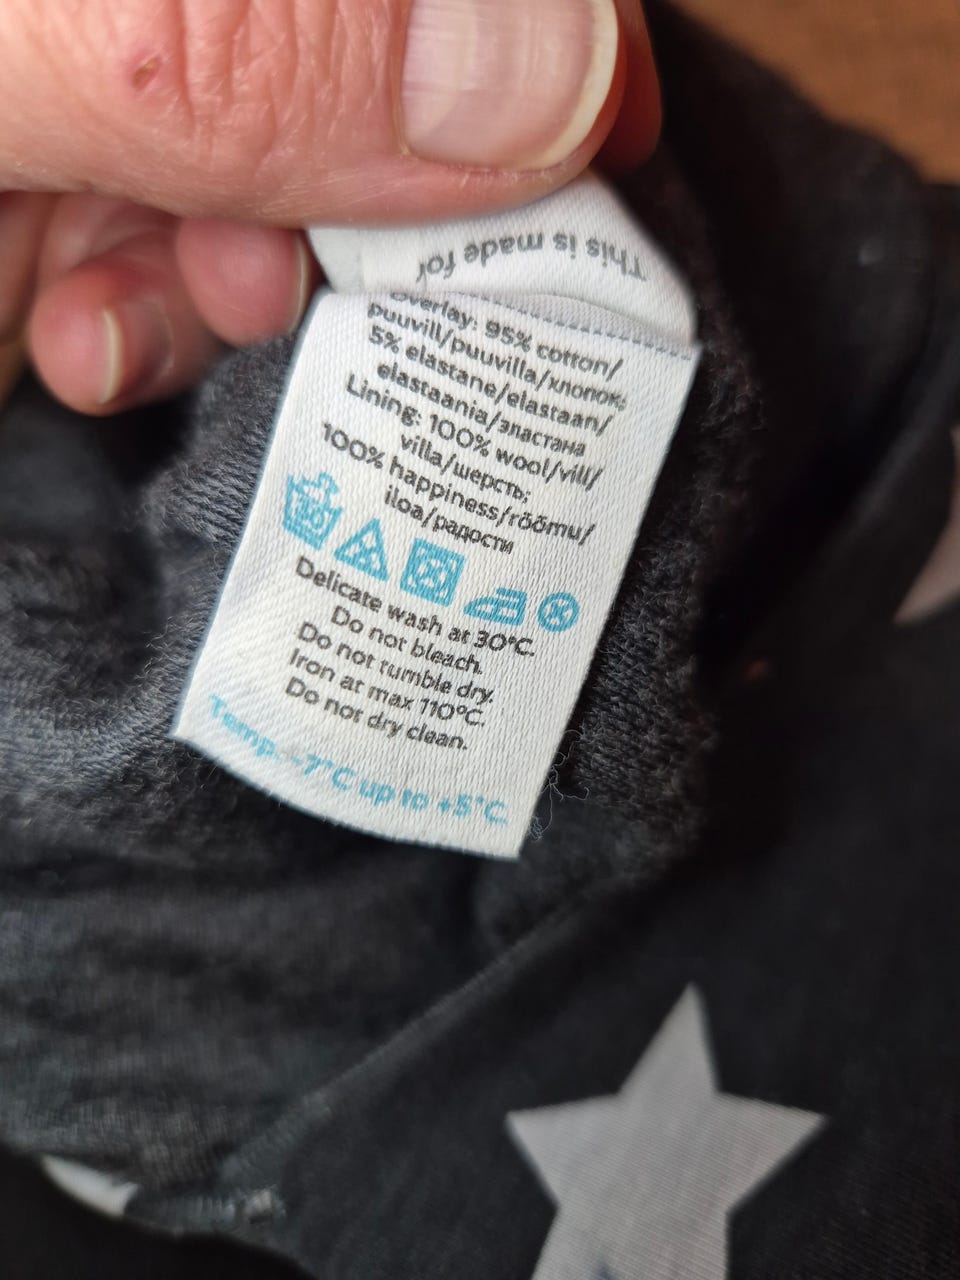 This is made for
Overlay: 95% cotton/
puuvill/puuvilla/хлопок;
5% elastane/elastaan/
elastaania/эластана
Lining: 100% wool/vill/
villa/шерсть;
100% happiness/rõõmu/
iloa/радости
30
Delicate wash at 30°C.
Do not bleach.
Do not tumble dry.
Iron at max 110°C.
Do not dry clean.
Temp. -7°C up to +5°C